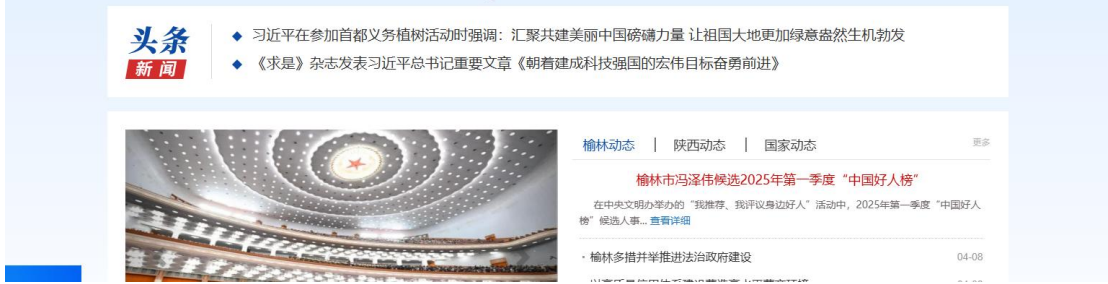 头条
新闻
◆ 习近平在参加首都义务植树活动时强调：汇聚共建美丽中国磅礴力量 让祖国大地更加绿意盎然生机勃发
◆ 《求是》杂志发表习近平总书记重要文章《朝着建成科技强国的宏伟目标奋勇前进》
榆林动态 | 陕西动态 | 国家动态 更多
榆林市冯泽伟候选2025年第一季度“中国好人榜”
在中央文明办举办的“我推荐、我评议身边好人”活动中，2025年第一季度“中国好人
榜”候选人事... 查看详细
· 榆林多措并举推进法治政府建设 04-08